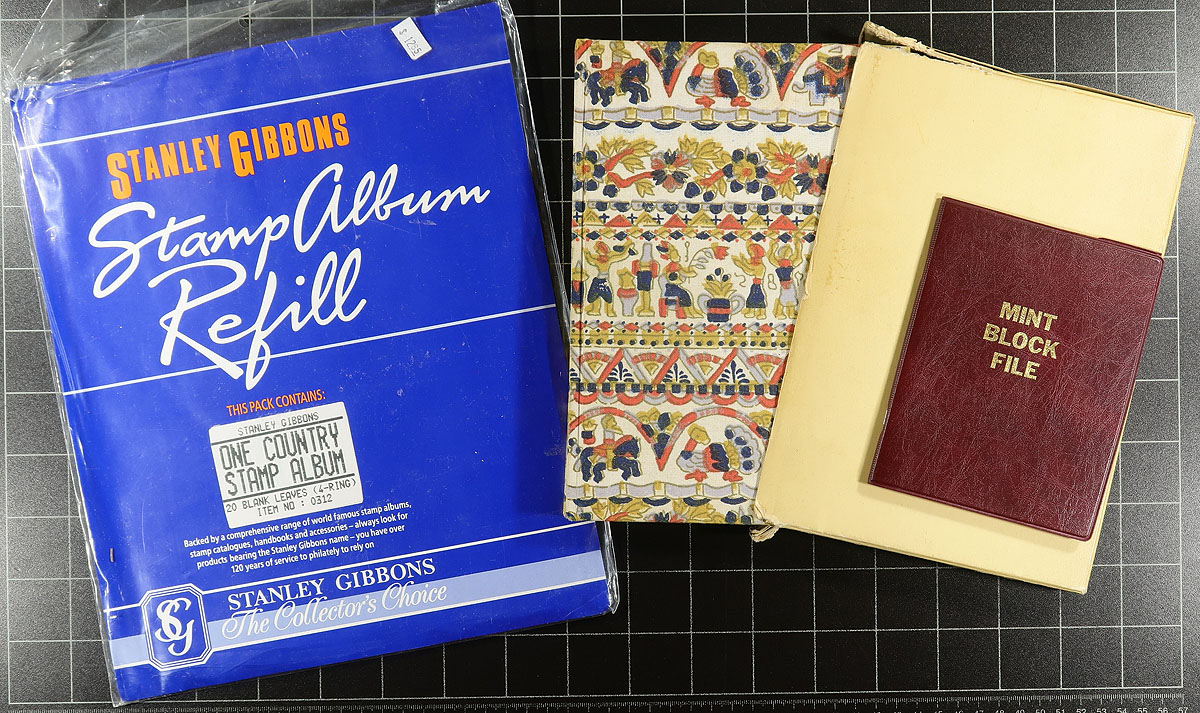 $ 12.5
STANLEY GIBBONS
Stamp Album
Refill
THIS PACK CONTAINS:
STANLEY GIBBONS
ONE COUNTRY
STAMP ALBUM
20 BLANK LEAVES (4-RING)
ITEM NO : 0312
Backed by a comprehensive range of world famous stamp albums,
stamp catalogues, handbooks and accessories – always look for
products bearing the Stanley Gibbons name – you have over
120 years of service to philately to rely on
SG
STANLEY GIBBONS
The Collector's Choice
MINT
BLOCK
FILE